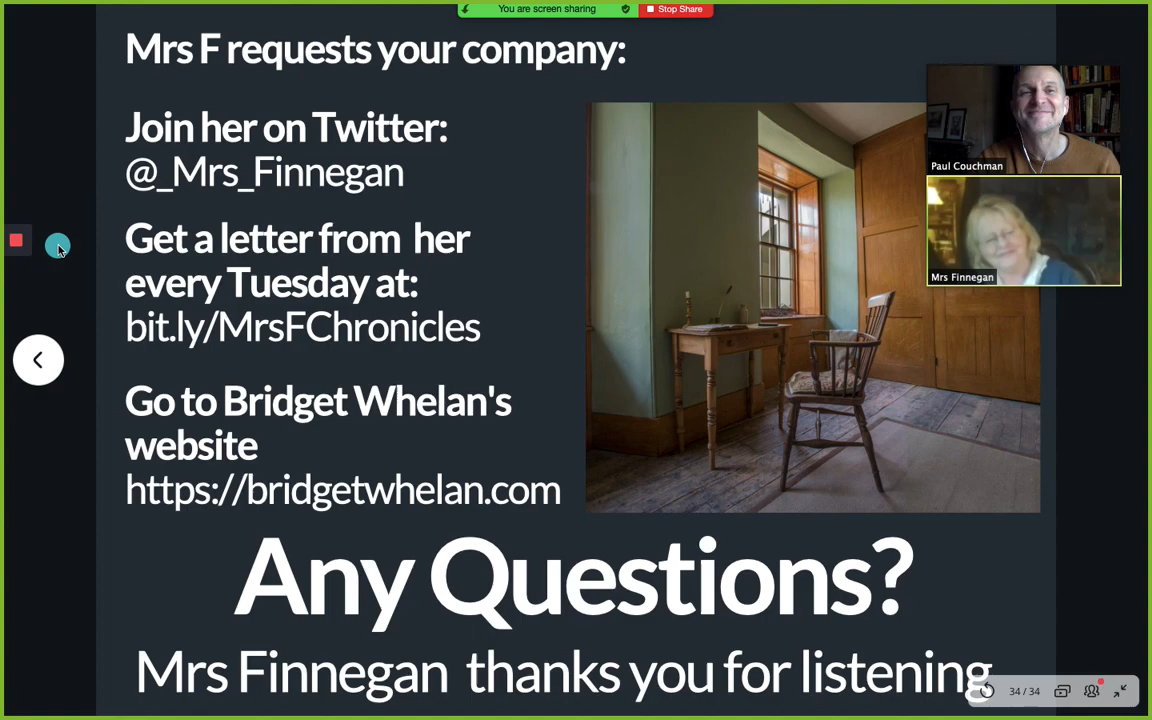 You are screen sharing
Stop Share
Mrs F requests your company:
Join her on Twitter:
@_Mrs_Finnegan
Get a letter from her
every Tuesday at:
bit.ly/MrsFChronicles
Go to Bridget Whelan's
website
https://bridgetwhelan.com
Paul Couchman
Mrs Finnegan
Any Questions?
Mrs Finnegan thanks you for listening
34 / 34